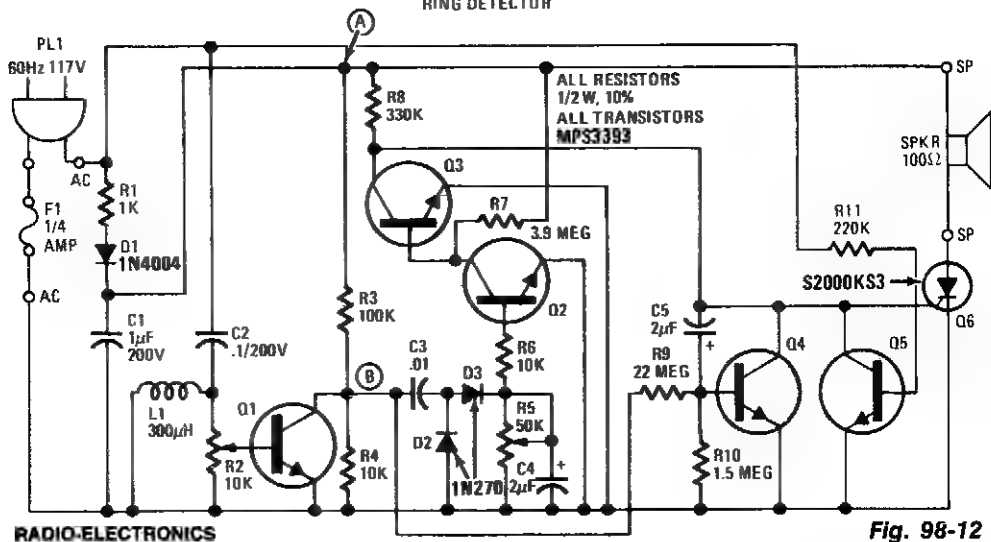 RING DETECTOR
A
PL1
60Hz 117V
AC
F1
1/4
AMP
AC
R1
1K
D1
1N4004
C1
1µF
200V
C2
.1/200V
L1
300µH
R2
10K
Q1
R8
330K
Q3
R7
3.9 MEG
Q2
R3
100K
B
R4
10K
C3
.01
D3
D2
1N270
R6
10K
R5
50K
C4
2µF
+
ALL RESISTORS
1/2 W, 10%
ALL TRANSISTORS
MPS3393
C5
2µF
+
R9
22 MEG
R10
1.5 MEG
Q4
Q5
R11
220K
S2000KS3
Q6
SP
SPKR
100Ω
SP
RADIO-ELECTRONICS
Fig. 98-12